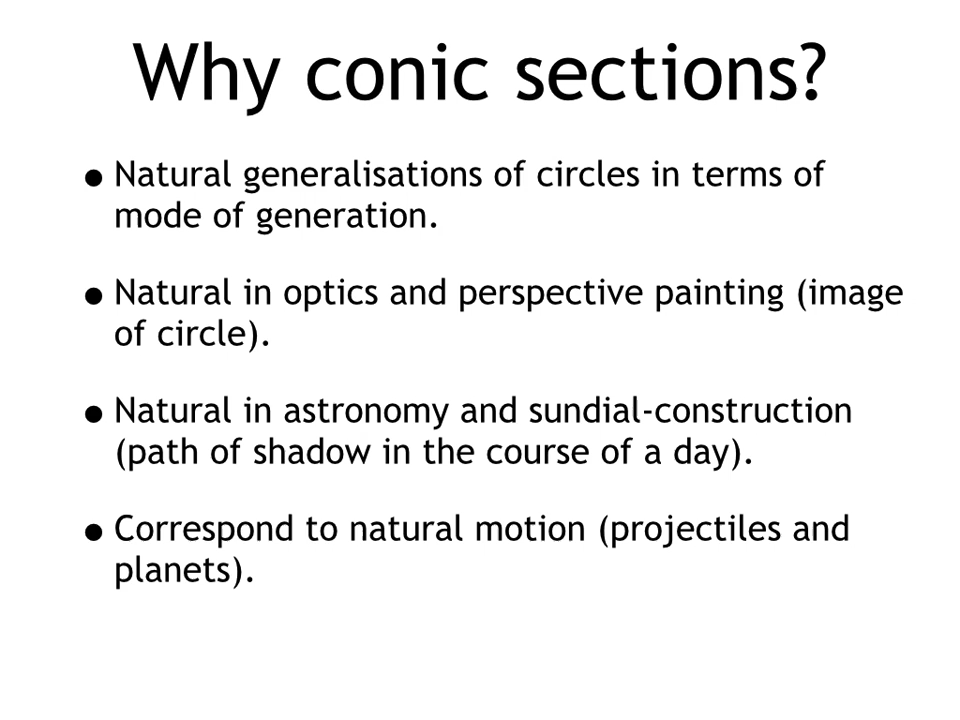 Why conic sections?
• Natural generalisations of circles in terms of
mode of generation.
• Natural in optics and perspective painting (image
of circle).
• Natural in astronomy and sundial-construction
(path of shadow in the course of a day).
• Correspond to natural motion (projectiles and
planets).